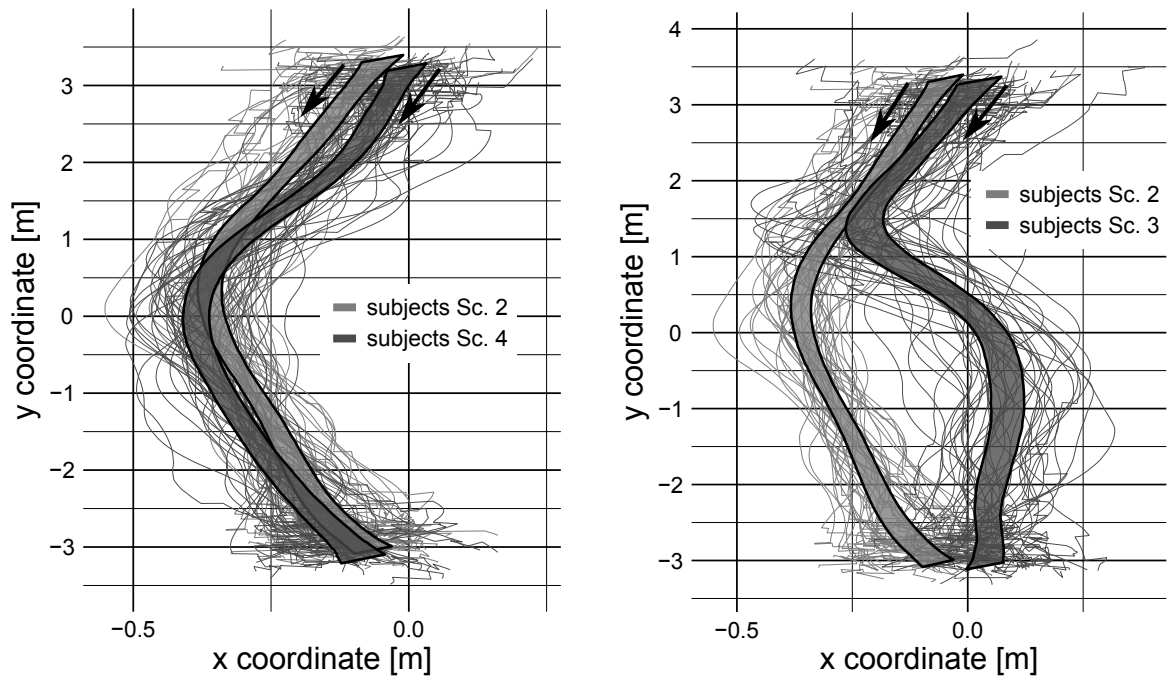 3
2
1
0
−1
−2
−3
y coordinate [m]
subjects Sc. 2
subjects Sc. 4
−0.5
0.0
x coordinate [m]
4
3
2
1
0
−1
−2
−3
y coordinate [m]
subjects Sc. 2
subjects Sc. 3
−0.5
0.0
x coordinate [m]